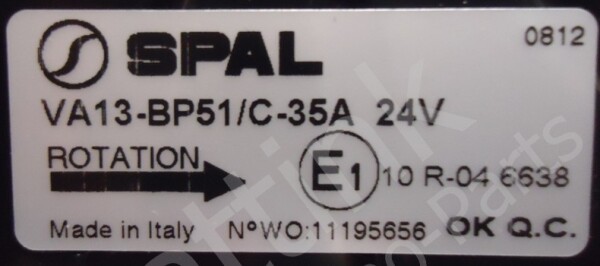 SPAL 0812
VA13-BP51/C-35A 24V
ROTATION
E1 10 R-04 6638
Made in Italy N°WO:11195656 OK Q.C.